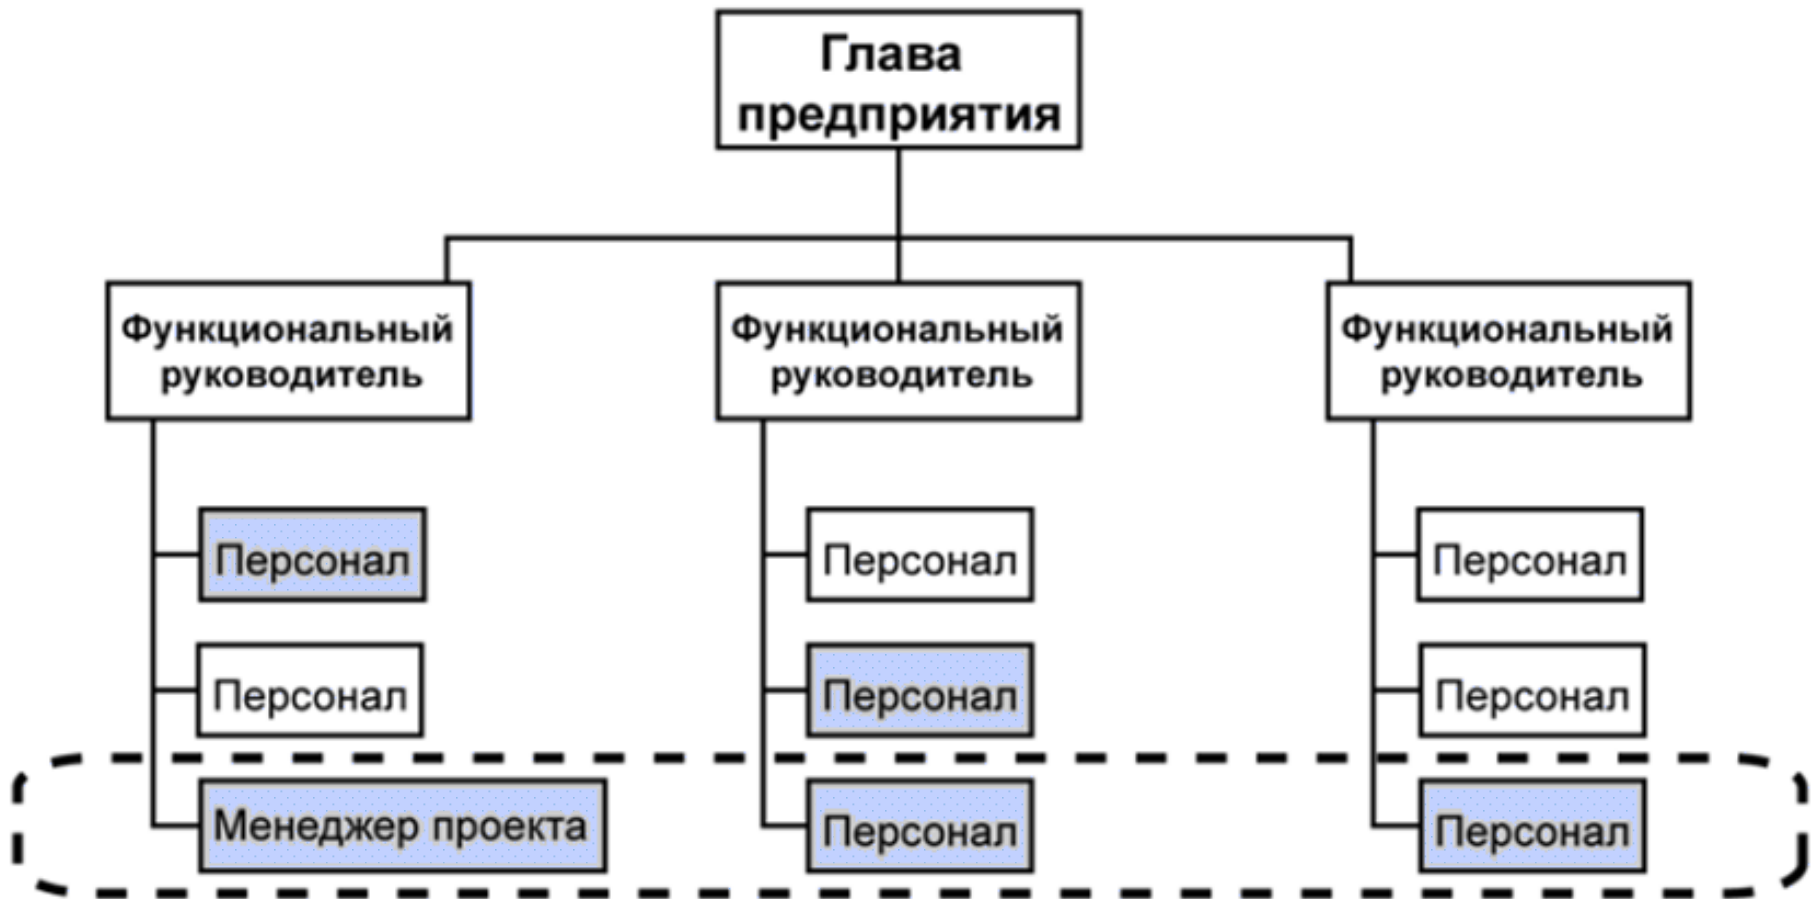 Глава
предприятия
Функциональный
руководитель
Функциональный
руководитель
Функциональный
руководитель
Персонал
Персонал
Персонал
Персонал
Персонал
Персонал
Менеджер проекта
Персонал
Персонал